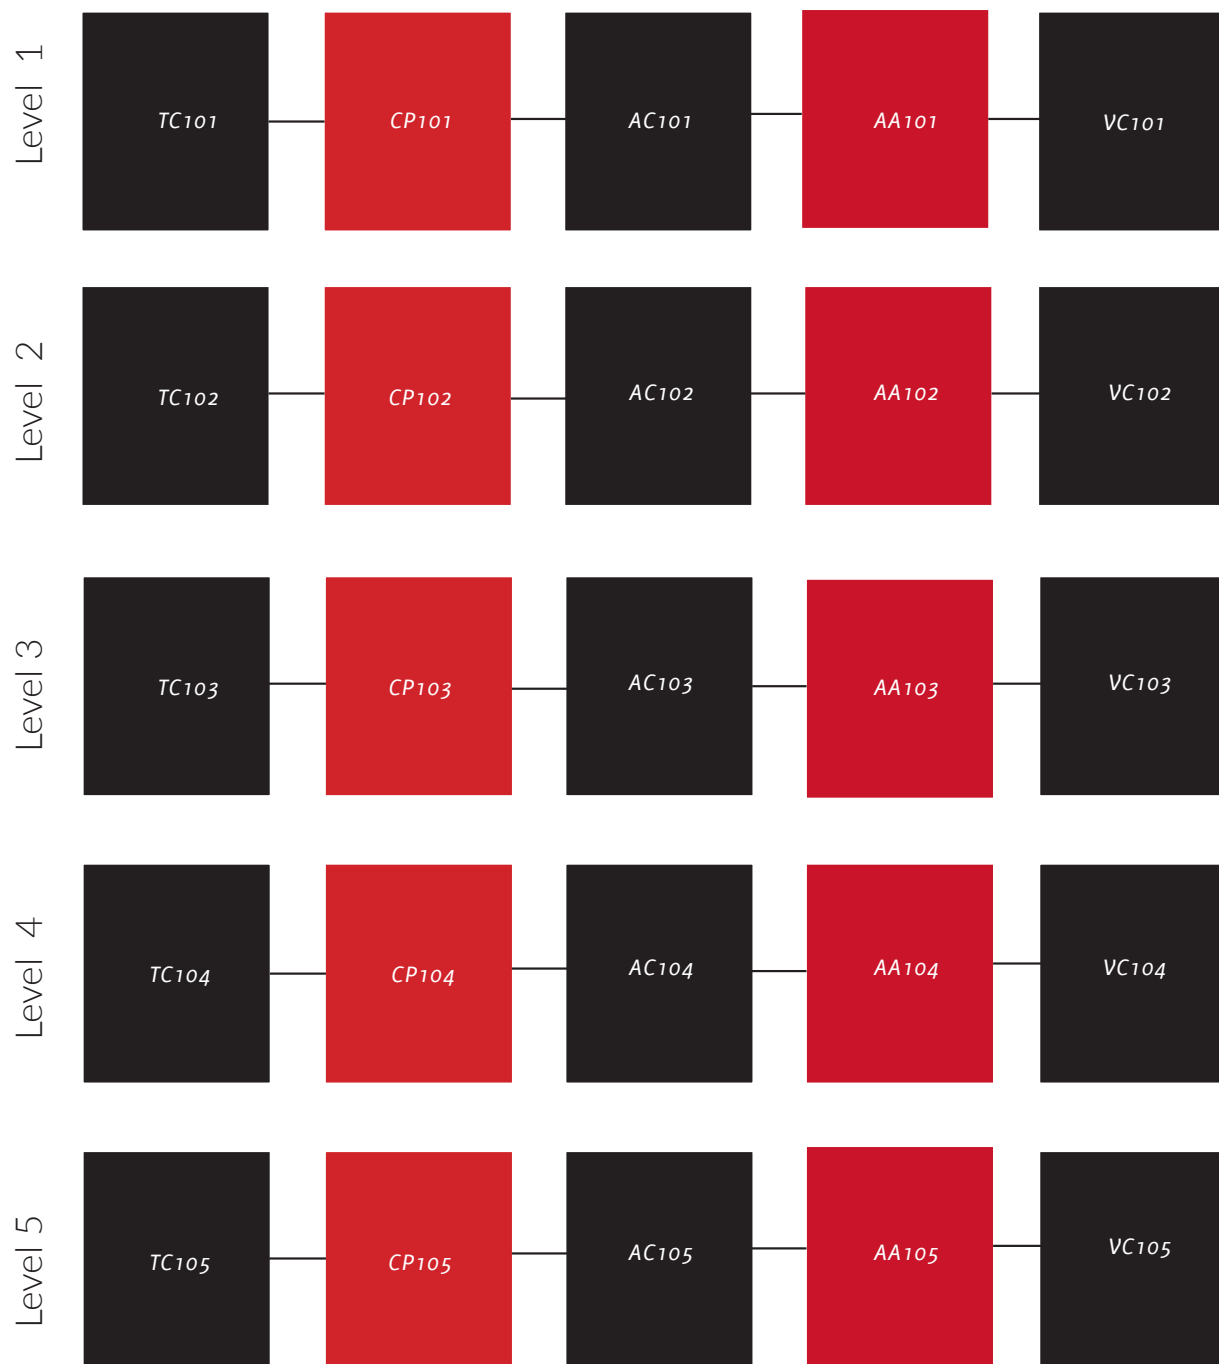 Level 1
TC101
CP101
AC101
AA101
VC101
Level 2
TC102
CP102
AC102
AA102
VC102
Level 3
TC103
CP103
AC103
AA103
VC103
Level 4
TC104
CP104
AC104
AA104
VC104
Level 5
TC105
CP105
AC105
AA105
VC105